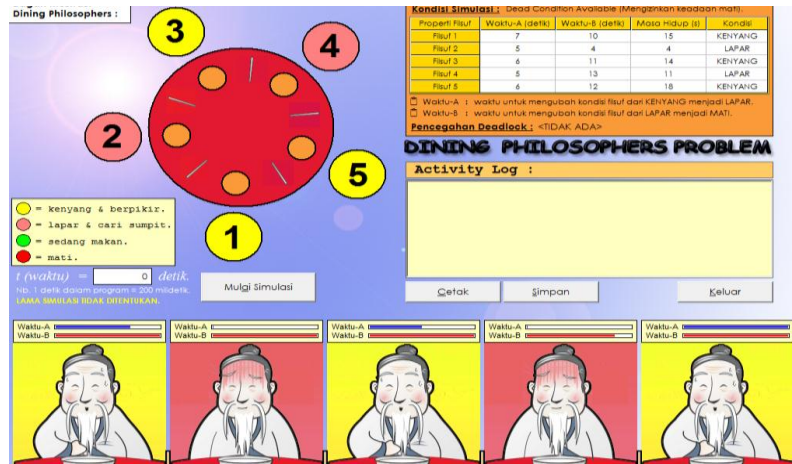 Dining Philosophers :
3
4
2
5
1
= kenyang & berpikir.
= lapar & cari sumpit.
= sedang makan.
= mati.
t (waktu) = 0 detik.
Nb. 1 detik dalam program = 200 milidetik.
LAMA SIMULASI TIDAK DITENTUKAN.
Mulai Simulasi
Kondisi Simulasi : Dead Condition Available (Mengizinkan keadaan mati).
Properti Filsuf Waktu-A (detik) Waktu-B (detik) Masa Hidup (s) Kondisi
Filsuf 1 7 10 15 KENYANG
Filsuf 2 5 4 4 LAPAR
Filsuf 3 6 11 14 KENYANG
Filsuf 4 5 13 11 LAPAR
Filsuf 5 6 12 18 KENYANG
Waktu-A : waktu untuk mengubah kondisi filsuf dari KENYANG menjadi LAPAR.
Waktu-B : waktu untuk mengubah kondisi filsuf dari LAPAR menjadi MATI.
Pencegahan Deadlock : <TIDAK ADA>
DINING PHILOSOPHERS PROBLEM
Activity Log :
Cetak Simpan Keluar
Waktu-A Waktu-A Waktu-A Waktu-A Waktu-A
Waktu-B Waktu-B Waktu-B Waktu-B Waktu-B